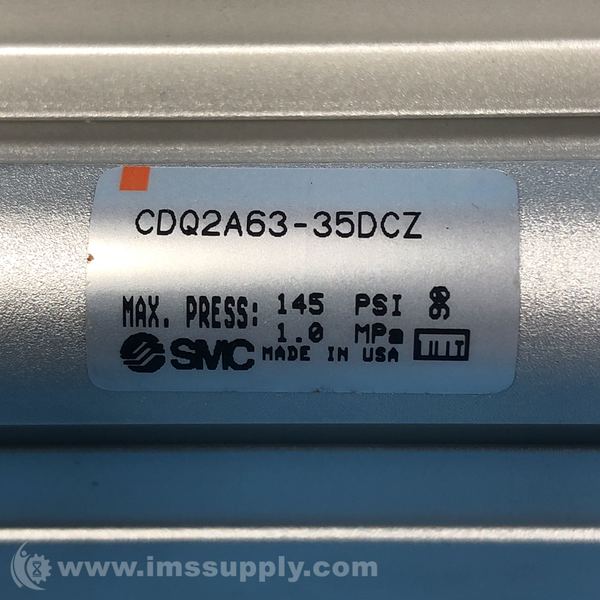 CDQ2A63-35DCZ
MAX. PRESS: 145 PSI
1.0 MPa
SMC MADE IN USA
www.imssupply.com